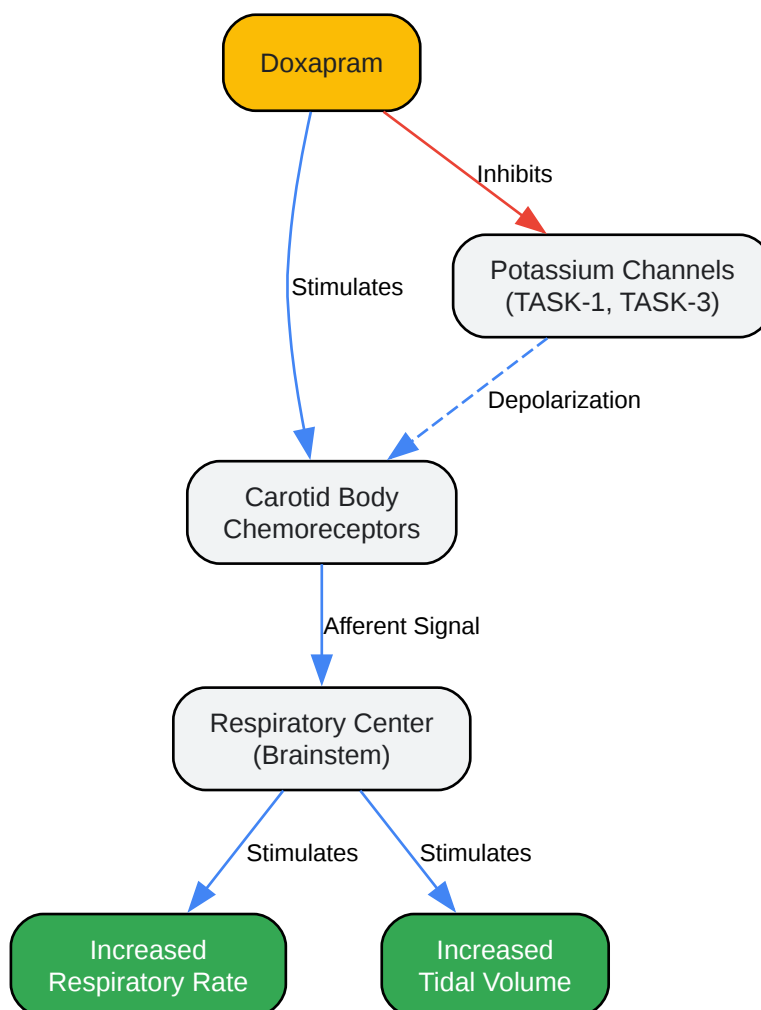 Doxapram
Inhibits
Potassium Channels
(TASK-1, TASK-3)
Stimulates
Depolarization
Carotid Body
Chemoreceptors
Afferent Signal
Respiratory Center
(Brainstem)
Stimulates
Stimulates
Increased
Respiratory Rate
Increased
Tidal Volume